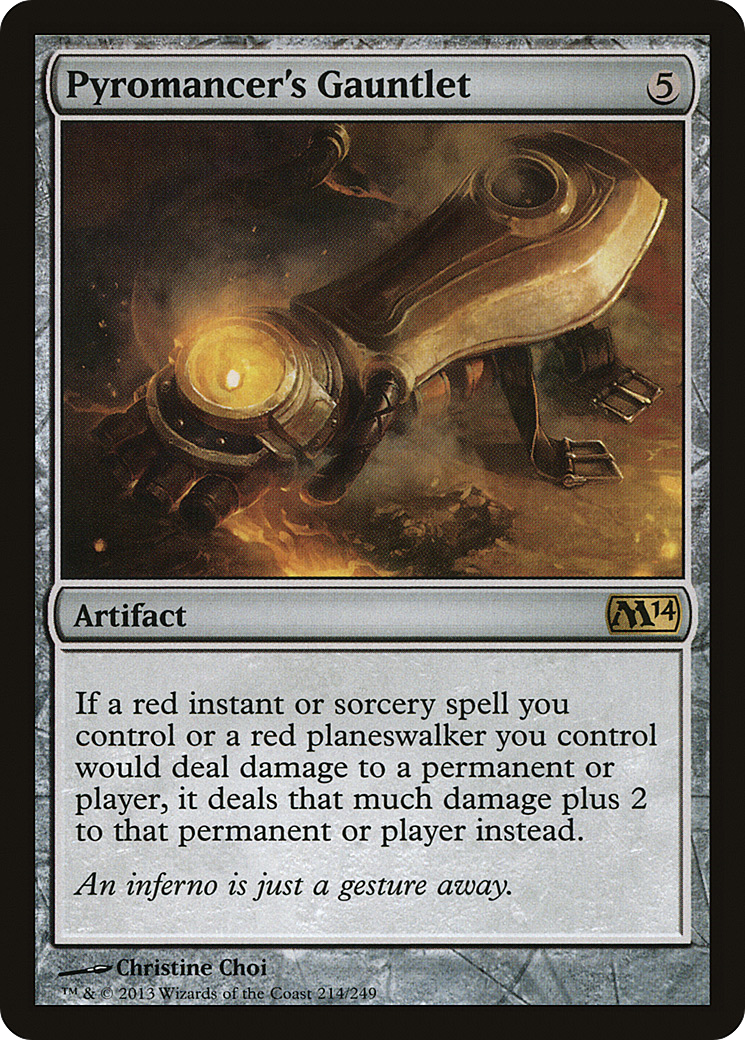 Pyromancer's Gauntlet 5
Artifact M14
If a red instant or sorcery spell you
control or a red planeswalker you control
would deal damage to a permanent or
player, it deals that much damage plus 2
to that permanent or player instead.
An inferno is just a gesture away.
Christine Choi
™ & © 2013 Wizards of the Coast 214/249